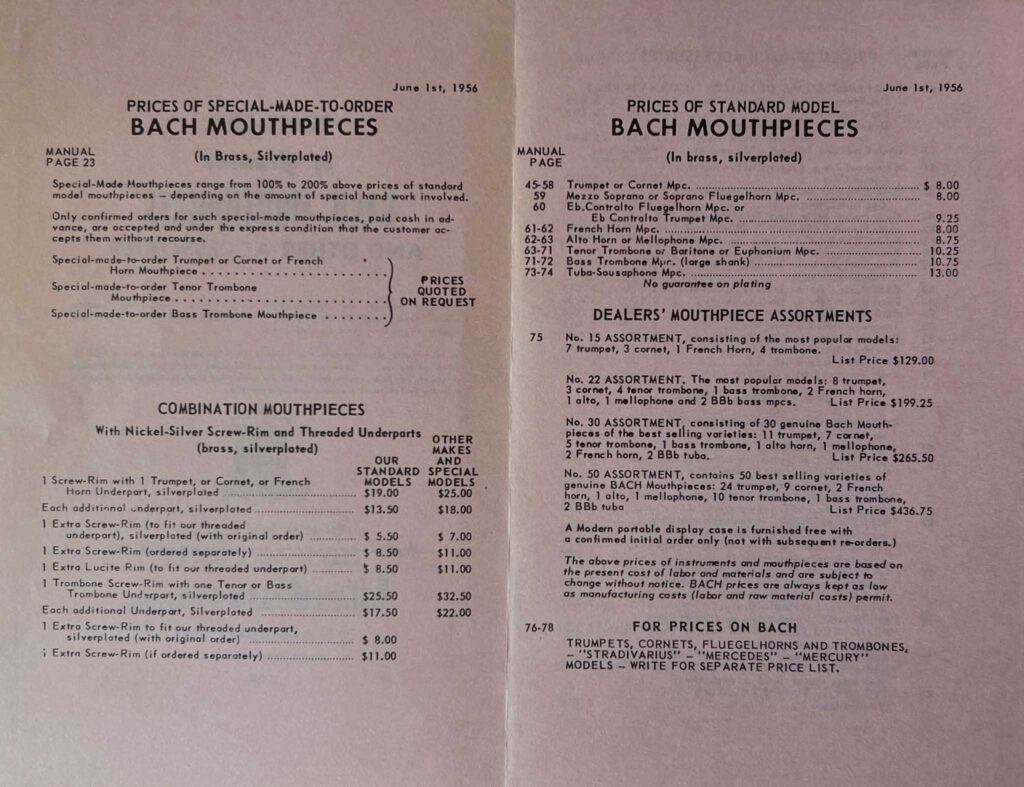 June 1st, 1956
PRICES OF SPECIAL-MADE-TO-ORDER
BACH MOUTHPIECES
MANUAL
PAGE 23
(In Brass, Silverplated)
Special-Made Mouthpieces range from 100% to 200% above prices of standard
model mouthpieces – depending on the amount of special hand work involved.
Only confirmed orders for such special-made mouthpieces, paid cash in ad-
vance, are accepted and under the express condition that the customer ac-
cepts them without recourse.
Special-made-to-order Trumpet or Cornet or French
Horn Mouthpiece . . . . . . . . . . . . . . . . . . . . . .
Special-made-to-order Tenor Trombone
Mouthpiece . . . . . . . . . . . . . . . . . . . . . . . . .
Special-made-to-order Bass Trombone Mouthpiece . . . . . . . .
PRICES
QUOTED
ON REQUEST
COMBINATION MOUTHPIECES
With Nickel-Silver Screw-Rim and Threaded Underparts
(brass, silverplated)
OUR
STANDARD
MODELS
OTHER
MAKES
AND
SPECIAL
MODELS
1 Screw-Rim with 1 Trumpet, or Cornet, or French
Horn Underpart, silverplated ........ $19.00 $25.00
Each additional underpart, silverplated ........ $13.50 $18.00
1 Extra Screw-Rim (to fit our threaded
underpart), silverplated (with original order) ........ $ 5.50 $ 7.00
1 Extra Screw-Rim (ordered separately) ........ $ 8.50 $11.00
1 Extra Lucite Rim (to fit our threaded underpart) ........ $ 8.50 $11.00
1 Trombone Screw-Rim with one Tenor or Bass
Trombone Underpart, silverplated ........ $25.50 $32.50
Each additional Underpart, Silverplated ........ $17.50 $22.00
1 Extra Screw-Rim to fit our threaded underpart,
silverplated (with original order) ........ $ 8.00
1 Extra Screw-Rim (if ordered separately) ........ $11.00
June 1st, 1956
PRICES OF STANDARD MODEL
BACH MOUTHPIECES
MANUAL
PAGE
(In brass, silverplated)
45-58 Trumpet or Cornet Mpc. ........ $ 8.00
59 Mezzo Soprano or Soprano Fluegelhorn Mpc. ........ 8.00
60 Eb.Contralto Fluegelhorn Mpc. or
Eb Contralto Trumpet Mpc. ........ 9.25
61-62 French Horn Mpc. ........ 8.00
62-63 Alto Horn or Mellophone Mpc. ........ 8.75
63-71 Tenor Trombone or Baritone or Euphonium Mpc. ........ 10.25
71-72 Bass Trombone Mpc. (large shank) ........ 10.75
73-74 Tuba-Sousaphone Mpc. ........ 13.00
No guarantee on plating
DEALERS' MOUTHPIECE ASSORTMENTS
75 No. 15 ASSORTMENT, consisting of the most popular models:
7 trumpet, 3 cornet, 1 French Horn, 4 trombone.
List Price $129.00
No. 22 ASSORTMENT. The most popular models: 8 trumpet,
3 cornet, 4 tenor trombone, 1 bass trombone, 2 French horn,
1 alto, 1 mellophone and 2 BBb bass mpcs. List Price $199.25
No. 30 ASSORTMENT, consisting of 30 genuine Bach Mouth-
pieces of the best selling varieties: 11 trumpet, 7 cornet,
5 tenor trombone, 1 bass trombone, 1 alto horn, 1 mellophone,
2 French horn, 2 BBb tuba. List Price $265.50
No. 50 ASSORTMENT, contains 50 best selling varieties of
genuine BACH Mouthpieces: 24 trumpet, 9 cornet, 2 French
horn, 1 alto, 1 mellophone, 10 tenor trombone, 1 bass trombone,
2 BBb tuba List Price $436.75
A Modern portable display case is furnished free with
a confirmed initial order only (not with subsequent re-orders.)
The above prices of instruments and mouthpieces are based on
the present cost of labor and materials and are subject to
change without notice. BACH prices are always kept as low
as manufacturing costs (labor and raw material costs) permit.
76-78 FOR PRICES ON BACH
TRUMPETS, CORNETS, FLUEGELHORNS AND TROMBONES,
– "STRADIVARIUS" – "MERCEDES" – "MERCURY"
MODELS – WRITE FOR SEPARATE PRICE LIST.